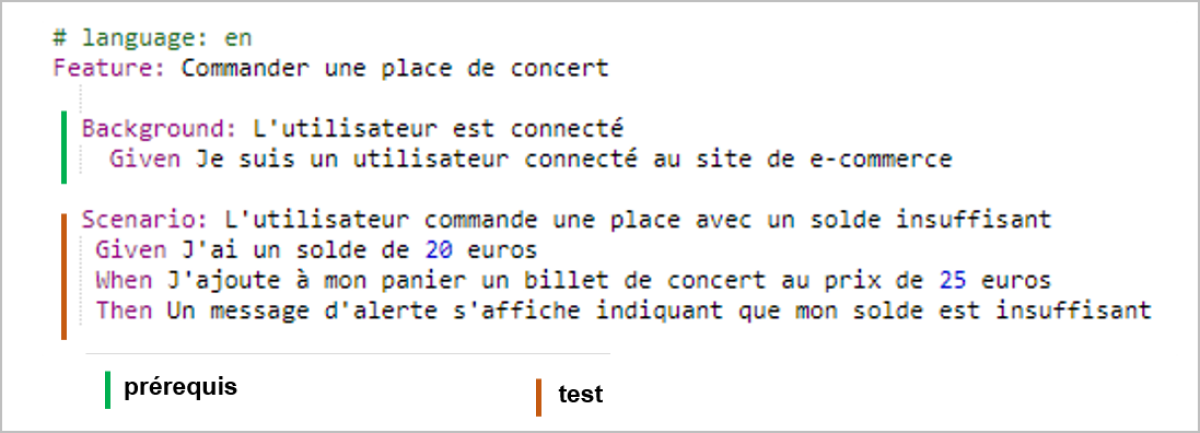 # language: en
Feature: Commander une place de concert
Background: L'utilisateur est connecté
Given Je suis un utilisateur connecté au site de e-commerce
Scenario: L'utilisateur commande une place avec un solde insuffisant
Given J'ai un solde de 20 euros
When J'ajoute à mon panier un billet de concert au prix de 25 euros
Then Un message d'alerte s'affiche indiquant que mon solde est insuffisant
prérequis
test